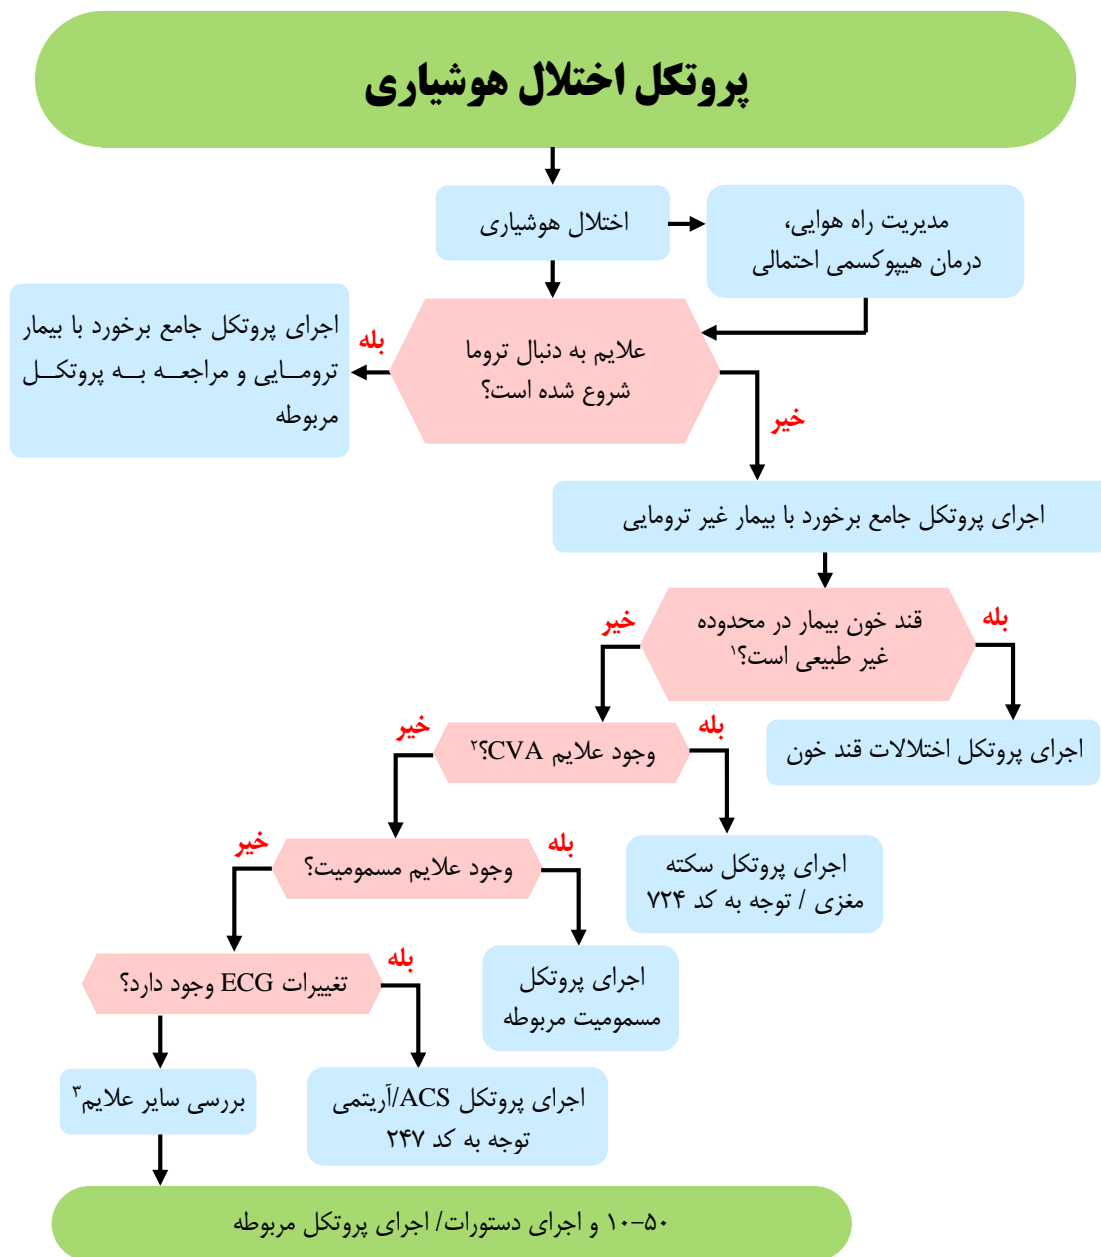 پروتکل اختلال هوشیاری
اختلال هوشیاری
مدیریت راه هوایی،
درمان هیپوکسمی احتمالی
علایم به دنبال تروما
شروع شده است؟
بله
اجرای پروتکل جامع برخورد با بیمار
ترومــایی و مراجعــه بــه پروتکــل
مربوطه
خیر
اجرای پروتکل جامع برخورد با بیمار غیر ترومایی
قند خون بیمار در محدوده
غیر طبیعی است؟۱
بله
خیر
اجرای پروتکل اختلالات قند خون
وجود علایم CVA؟۲
بله
خیر
اجرای پروتکل سکته
مغزی / توجه به کد ۷۲۴
وجود علایم مسمومیت؟
بله
خیر
اجرای پروتکل
مسمومیت مربوطه
تغییرات ECG وجود دارد؟
بله
اجرای پروتکل ACS/آریتمی
توجه به کد ۲۴۷
بررسی سایر علایم۳
۱۰-۵۰ و اجرای دستورات/ اجرای پروتکل مربوطه